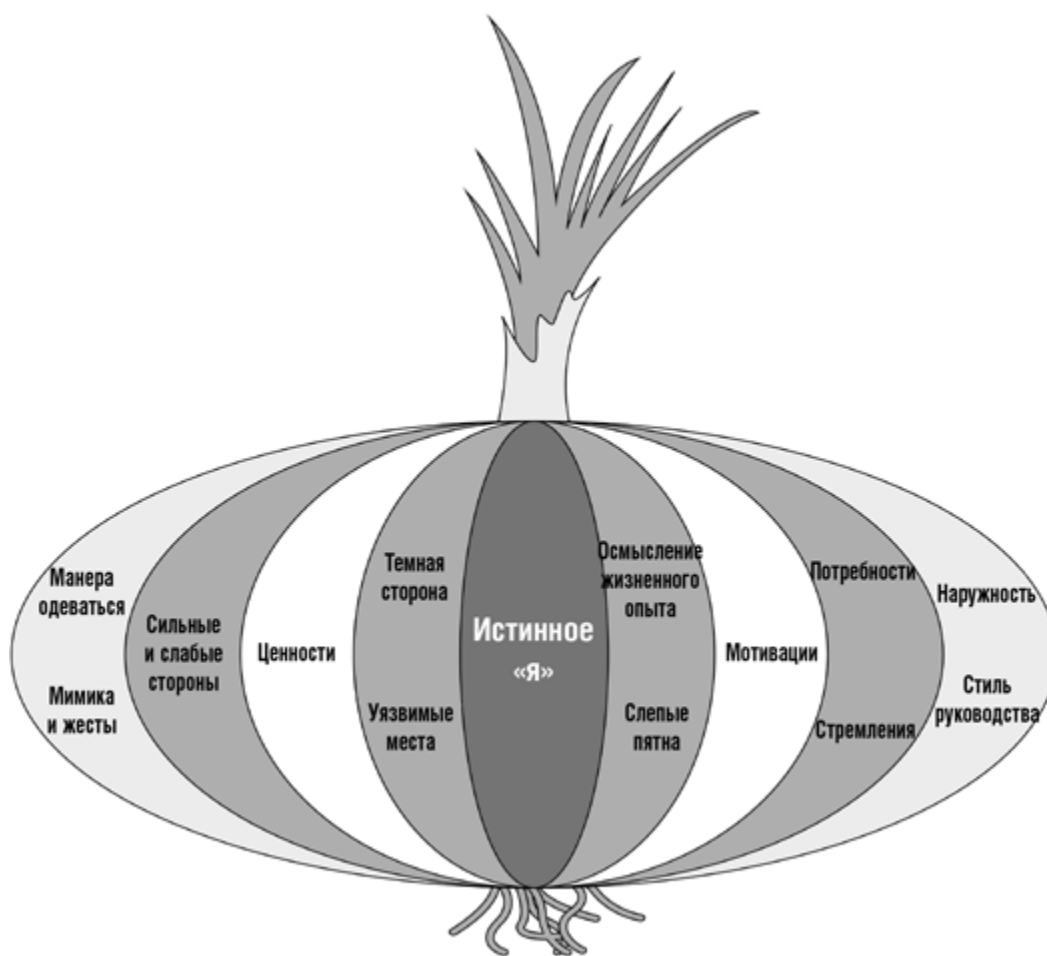 Манера
одеваться
Мимика
и жесты
Сильные
и слабые
стороны
Ценности
Темная
сторона
Уязвимые
места
Истинное
«я»
Осмысление
жизненного
опыта
Слепые
пятна
Мотивации
Потребности
Стремления
Наружность
Стиль
руководства